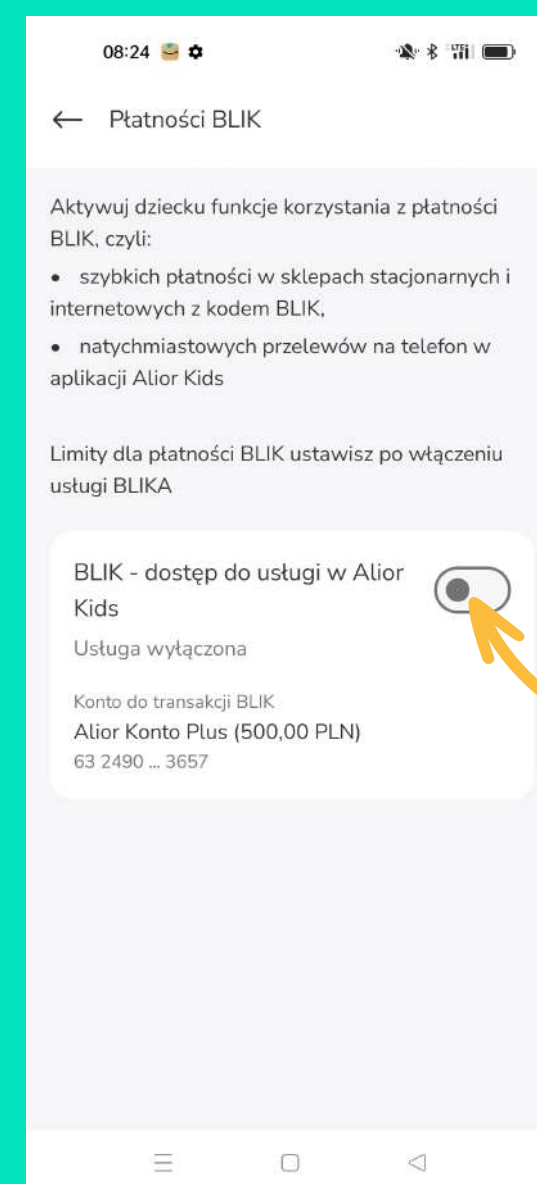 08:24
← Płatności BLIK
Aktywuj dziecku funkcje korzystania z płatności
BLIK, czyli:
• szybkich płatności w sklepach stacjonarnych i
internetowych z kodem BLIK,
• natychmiastowych przelewów na telefon w
aplikacji Alior Kids
Limity dla płatności BLIK ustawisz po włączeniu
usługi BLIKA
BLIK - dostęp do usługi w Alior
Kids
Usługa wyłączona
Konto do transakcji BLIK
Alior Konto Plus (500,00 PLN)
63 2490 ... 3657